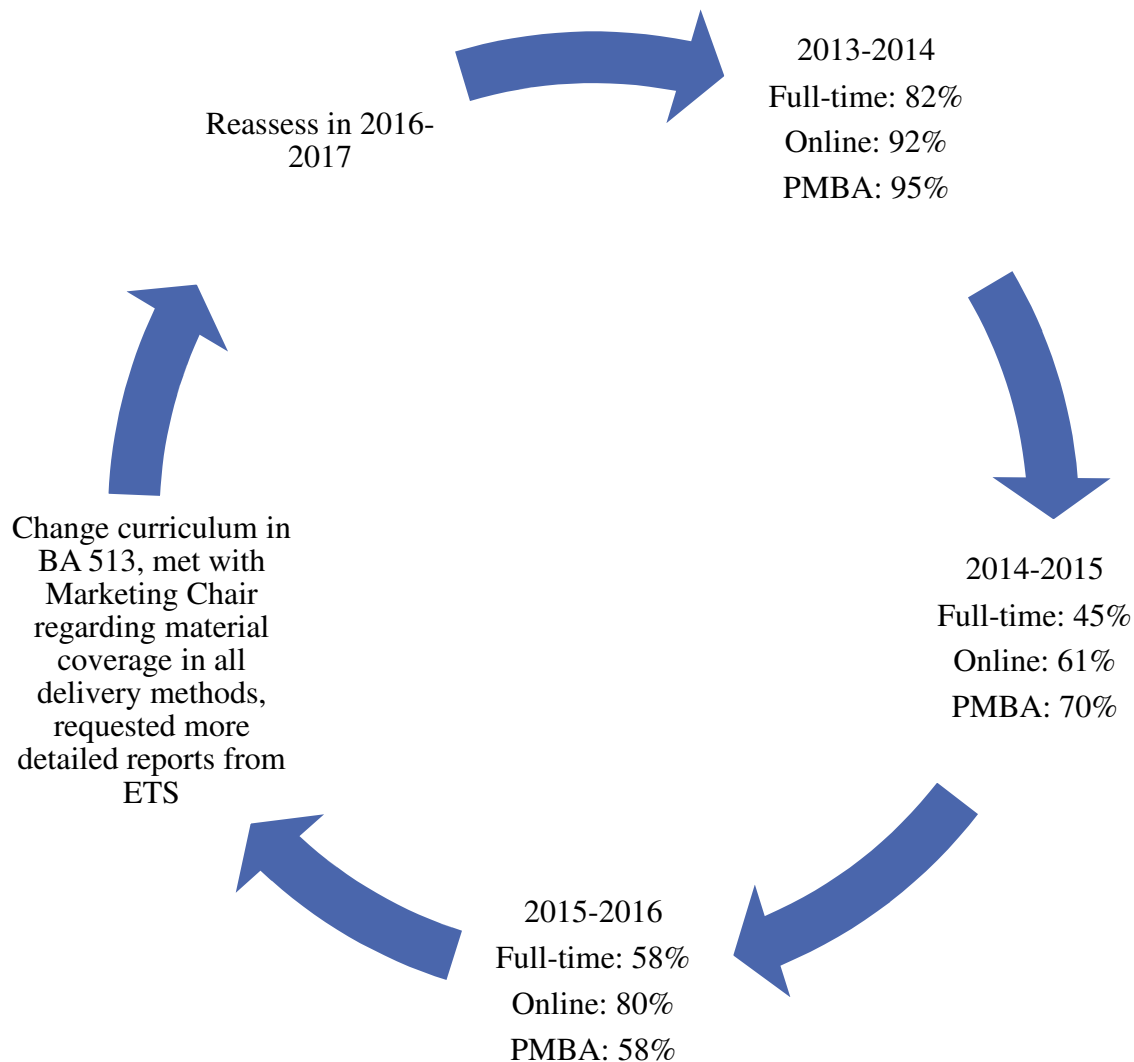 2013-2014
Full-time: 82%
Online: 92%
PMBA: 95%
2014-2015
Full-time: 45%
Online: 61%
PMBA: 70%
2015-2016
Full-time: 58%
Online: 80%
PMBA: 58%
Change curriculum in
BA 513, met with
Marketing Chair
regarding material
coverage in all
delivery methods,
requested more
detailed reports from
ETS
Reassess in 2016-
2017